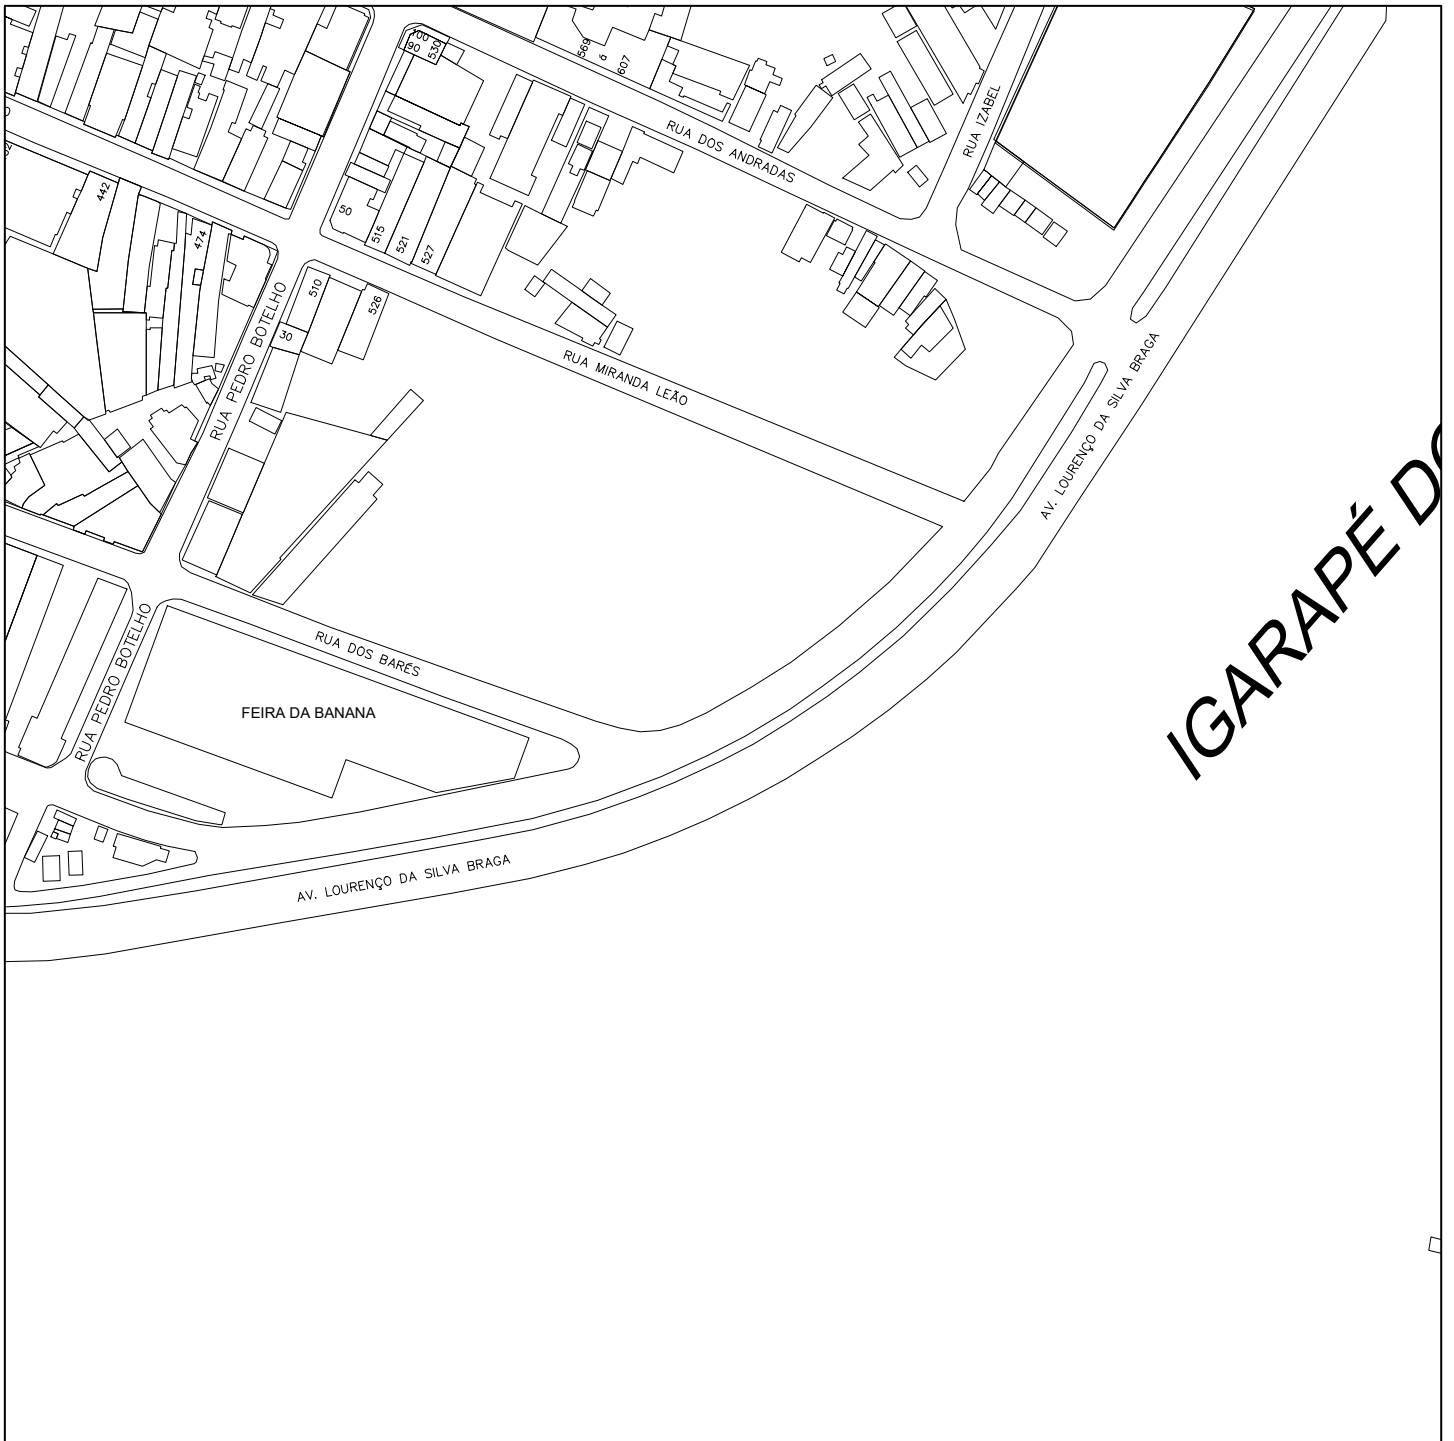 100
90
530
569
607
RUA DOS ANDRADAS
RUA IZABEL
442
474
50
515
521
527
510
526
30
RUA PEDRO BOTELHO
RUA MIRANDA LEÃO
AV. LOURENÇO DA SILVA BRAGA
IGARAPÉ DO
RUA PEDRO BOTELHO
RUA DOS BARÉS
FEIRA DA BANANA
AV. LOURENÇO DA SILVA BRAGA